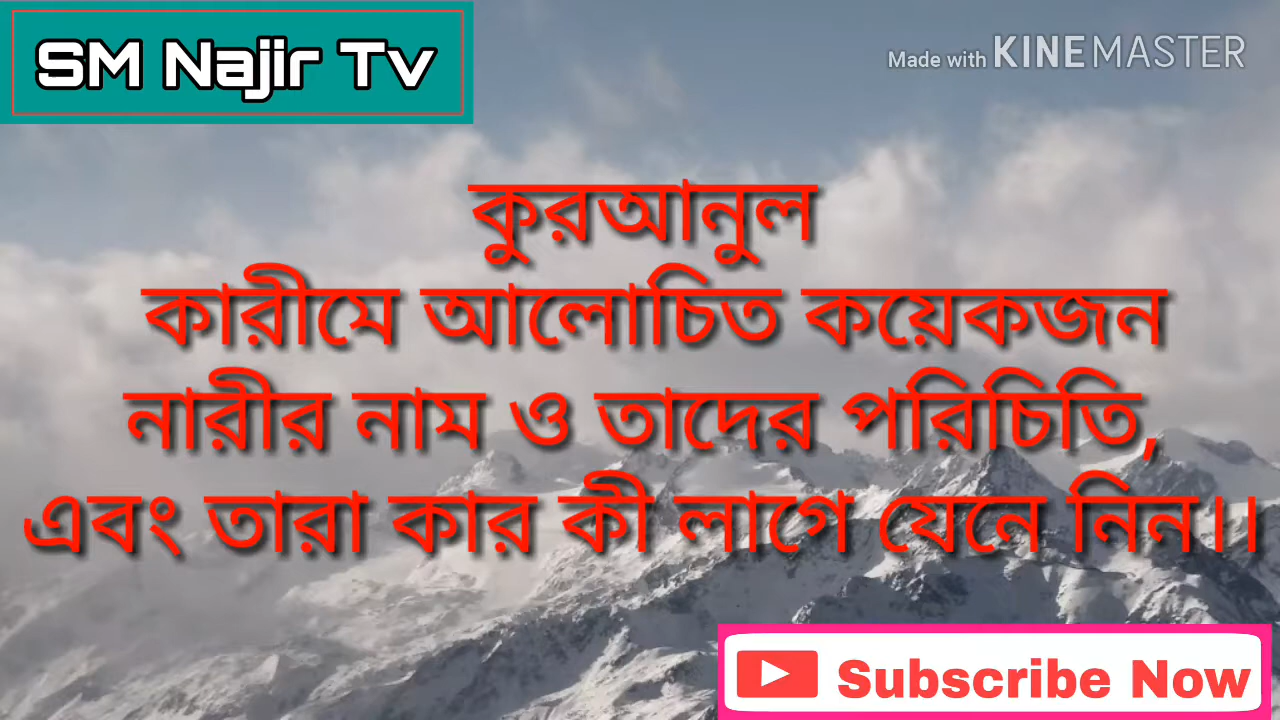 SM Najir Tv
Made with KINEMASTER
কুরআনুল
কারীমে আলোচিত কয়েকজন
নারীর নাম ও তাদের পরিচিতি,
এবং তারা কার কী লাগে যেনে নিন।।
Subscribe Now